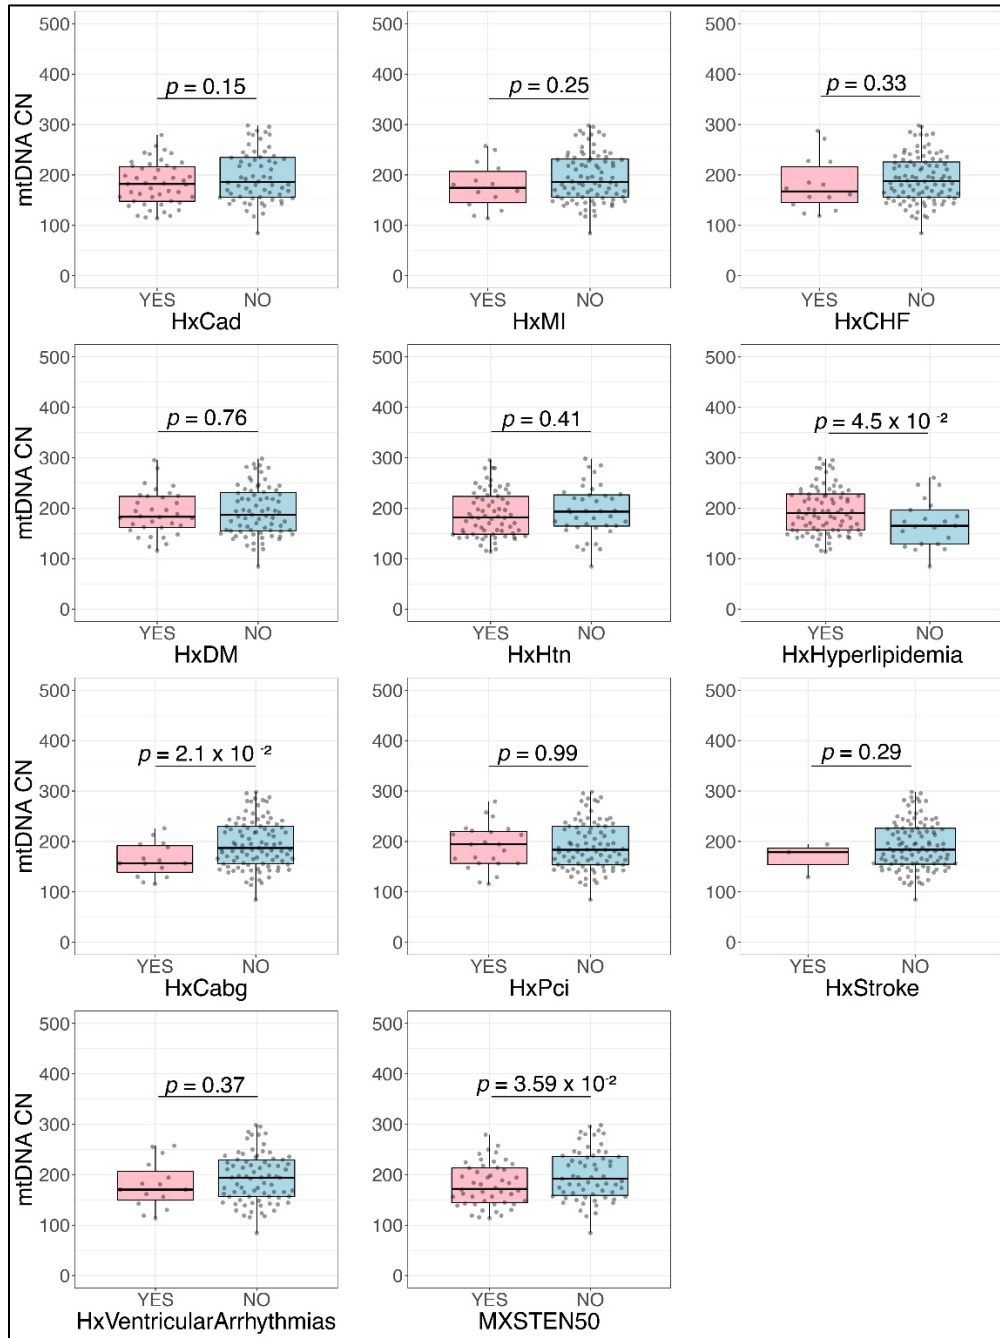 500
400
300
200
100
0
mtDNA CN
p = 0.15
YES NO
HxCad
500
400
300
200
100
0
p = 0.25
YES NO
HxMI
500
400
300
200
100
0
p = 0.33
YES NO
HxCHF
500
400
300
200
100
0
mtDNA CN
p = 0.76
YES NO
HxDM
500
400
300
200
100
0
p = 0.41
YES NO
HxHtn
500
400
300
200
100
0
p = 4.5 x 10⁻²
YES NO
HxHyperlipidemia
500
400
300
200
100
0
mtDNA CN
p = 2.1 x 10⁻²
YES NO
HxCabg
500
400
300
200
100
0
p = 0.99
YES NO
HxPci
500
400
300
200
100
0
p = 0.29
YES NO
HxStroke
500
400
300
200
100
0
mtDNA CN
p = 0.37
YES NO
HxVentricularArrhythmias
500
400
300
200
100
0
p = 3.59 x 10⁻²
YES NO
MXSTEN50